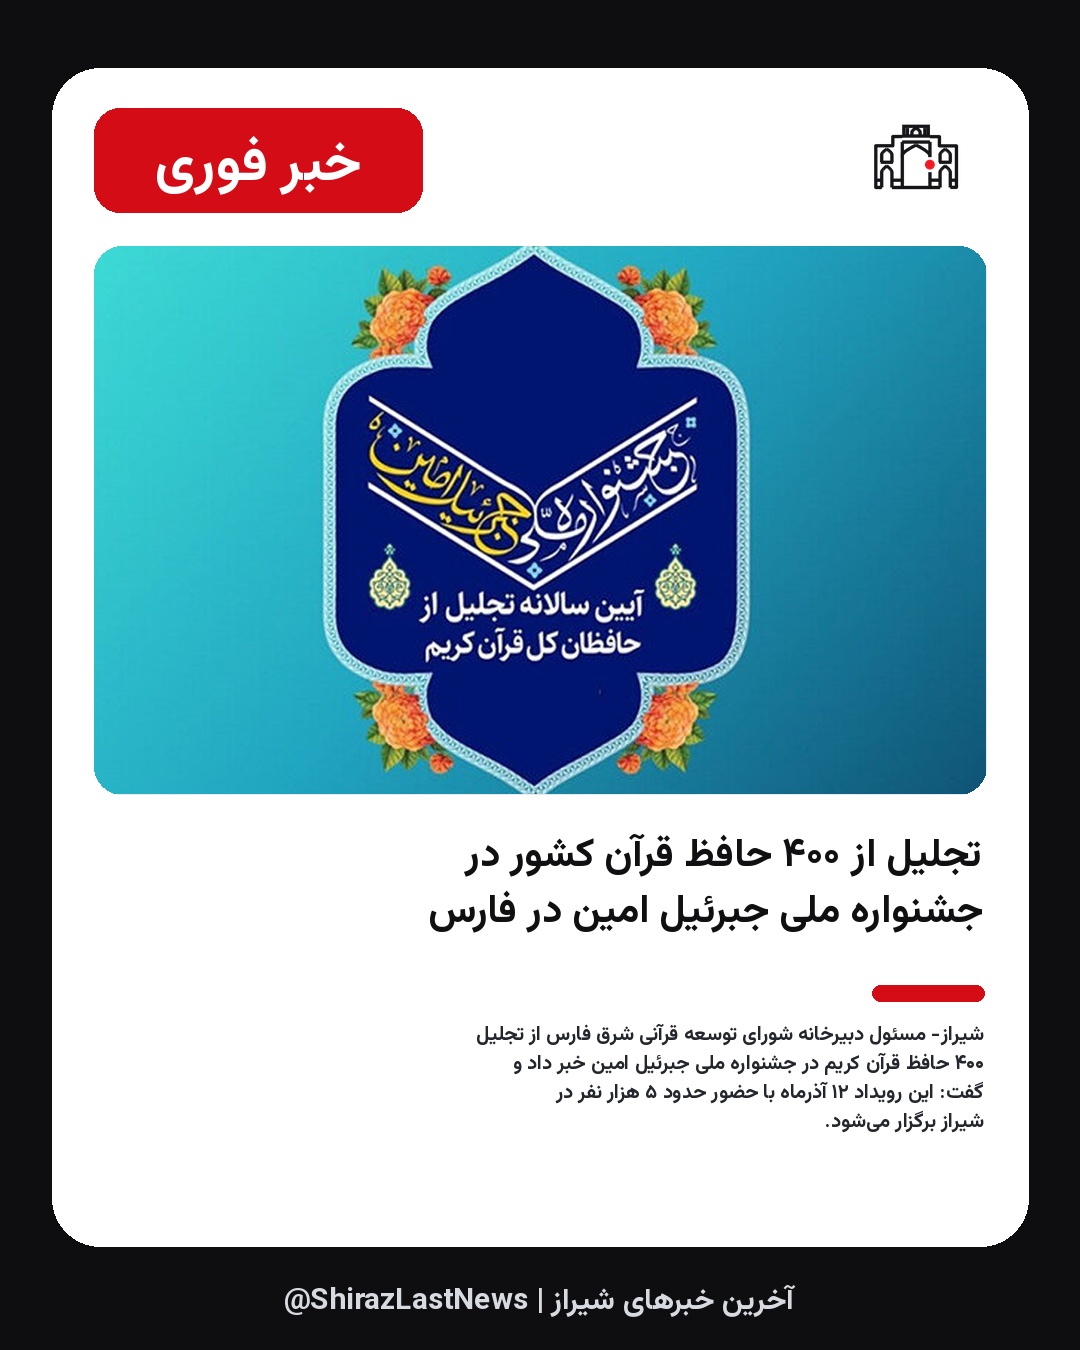 خبر فوری
جشنواره ملی جبرئیل امین
آیین سالانه تجلیل از
حافظان کل قرآن کریم
تجلیل از ۴۰۰ حافظ قرآن کشور در
جشنواره ملی جبرئیل امین در فارس
شیراز- مسئول دبیرخانه شورای توسعه قرآنی شرق فارس از تجلیل
۴۰۰ حافظ قرآن کریم در جشنواره ملی جبرئیل امین خبر داد و
گفت: این رویداد ۱۲ آذرماه با حضور حدود ۵ هزار نفر در
شیراز برگزار می‌شود.
آخرین خبرهای شیراز | @ShirazLastNews